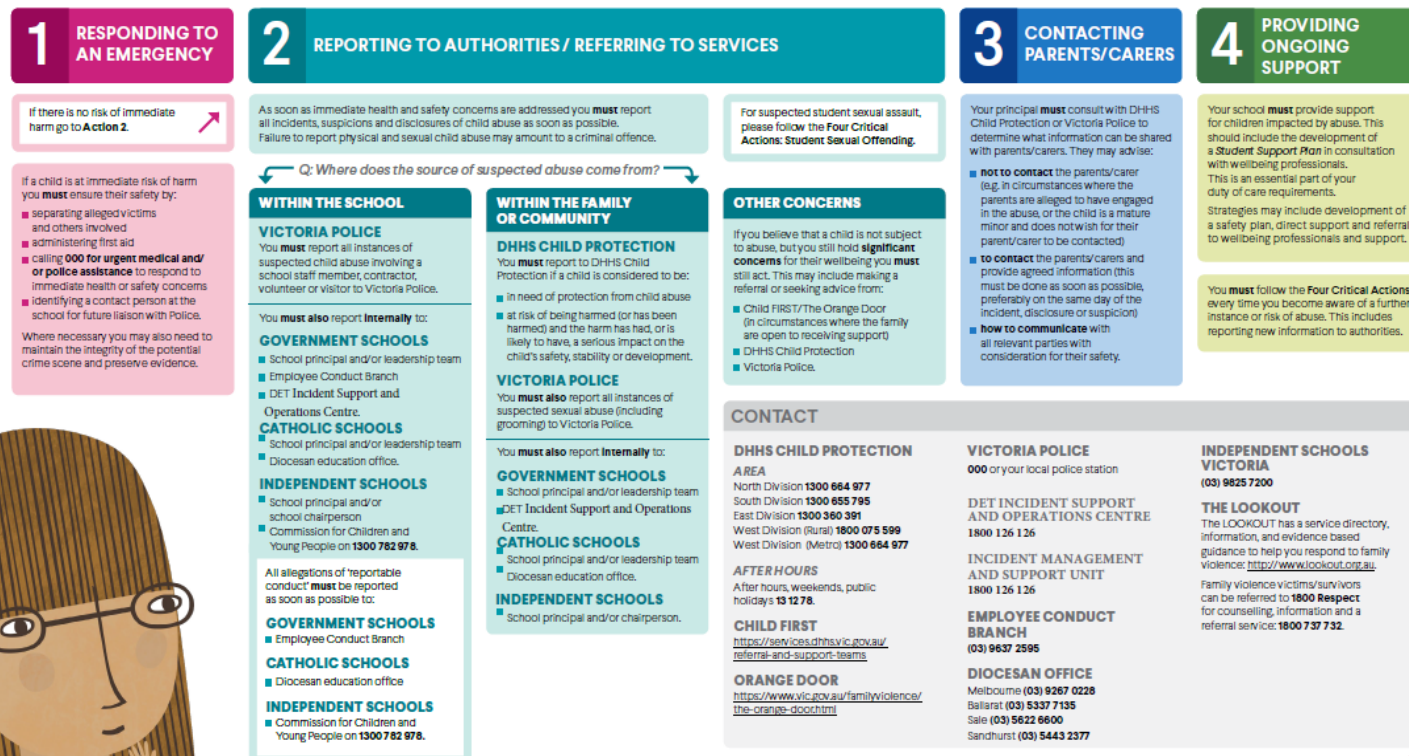 1
RESPONDING TO
AN EMERGENCY
If there is no risk of immediate
harm go to Action 2.
If a child is at immediate risk of harm
you must ensure their safety by:
separating alleged victims
and others involved
administering first aid
calling 000 for urgent medical and/
or police assistance to respond to
immediate health or safety concerns
identifying a contact person at the
school for future liaison with Police.
Where necessary you may also need to
maintain the integrity of the potential
crime scene and preserve evidence.
2
REPORTING TO AUTHORITIES / REFERRING TO SERVICES
As soon as immediate health and safety concerns are addressed you must report
all incidents, suspicions and disclosures of child abuse as soon as possible.
Failure to report physical and sexual child abuse may amount to a criminal offence.
Q: Where does the source of suspected abuse come from?
WITHIN THE SCHOOL
VICTORIA POLICE
You must report all instances of
suspected child abuse involving a
school staff member, contractor,
volunteer or visitor to Victoria Police.
You must also report internally to:
GOVERNMENT SCHOOLS
School principal and/or leadership team
Employee Conduct Branch
DET Incident Support and
Operations Centre.
CATHOLIC SCHOOLS
School principal and/or leadership team
Diocesan education office.
INDEPENDENT SCHOOLS
School principal and/or
school chairperson
Commission for Children and
Young People on 1300 782 978.
All allegations of 'reportable
conduct' must be reported
as soon as possible to:
GOVERNMENT SCHOOLS
Employee Conduct Branch
CATHOLIC SCHOOLS
Diocesan education office
INDEPENDENT SCHOOLS
Commission for Children and
Young People on 1300 782 978.
WITHIN THE FAMILY
OR COMMUNITY
DHHS CHILD PROTECTION
You must report to DHHS Child
Protection if a child is considered to be:
in need of protection from child abuse
at risk of being harmed (or has been
harmed) and the harm has had, or is
likely to have, a serious impact on the
child's safety, stability or development.
VICTORIA POLICE
You must also report all instances of
suspected sexual abuse (including
grooming) to Victoria Police.
You must also report internally to:
GOVERNMENT SCHOOLS
School principal and/or leadership team
DET Incident Support and Operations
Centre.
CATHOLIC SCHOOLS
School principal and/or leadership team
Diocesan education office.
INDEPENDENT SCHOOLS
School principal and/or chairperson.
For suspected student sexual assault,
please follow the Four Critical
Actions: Student Sexual Offending.
OTHER CONCERNS
If you believe that a child is not subject
to abuse, but you still hold significant
concerns for their wellbeing you must
still act. This may include making a
referral or seeking advice from:
Child FIRST/The Orange Door
(in circumstances where the family
are open to receiving support)
DHHS Child Protection
Victoria Police.
3
CONTACTING
PARENTS/CARERS
Your principal must consult with DHHS
Child Protection or Victoria Police to
determine what information can be shared
with parents/carers. They may advise:
not to contact the parents/carer
(e.g. in circumstances where the
parents are alleged to have engaged
in the abuse, or the child is a mature
minor and does not wish for their
parent/carer to be contacted)
to contact the parents/carers and
provide agreed information (this
must be done as soon as possible,
preferably on the same day of the
incident, disclosure or suspicion)
how to communicate with
all relevant parties with
consideration for their safety.
4
PROVIDING
ONGOING
SUPPORT
Your school must provide support
for children impacted by abuse. This
should include the development of
a Student Support Plan in consultation
with wellbeing professionals.
This is an essential part of your
duty of care requirements.
Strategies may include development of
a safety plan, direct support and referral
to wellbeing professionals and support.
You must follow the Four Critical Actions
every time you become aware of a further
instance or risk of abuse. This includes
reporting new information to authorities.
CONTACT
DHHS CHILD PROTECTION
AREA
North Division 1300 664 977
South Division 1300 655 795
East Division 1300 360 391
West Division (Rural) 1800 075 599
West Division (Metro) 1300 664 977
AFTER HOURS
After hours, weekends, public
holidays 13 12 78.
CHILD FIRST
https://services.dhhs.vic.gov.au/
referral-and-support-teams
ORANGE DOOR
https://www.vic.gov.au/familyviolence/
the-orange-door.html
VICTORIA POLICE
000 or your local police station
DET INCIDENT SUPPORT
AND OPERATIONS CENTRE
1800 126 126
INCIDENT MANAGEMENT
AND SUPPORT UNIT
1800 126 126
EMPLOYEE CONDUCT
BRANCH
(03) 9637 2595
DIOCESAN OFFICE
Melbourne (03) 9267 0228
Ballarat (03) 5337 7135
Sale (03) 5622 6600
Sandhurst (03) 5443 2377
INDEPENDENT SCHOOLS
VICTORIA
(03) 9825 7200
THE LOOKOUT
The LOOKOUT has a service directory,
information, and evidence based
guidance to help you respond to family
violence: http://www.lookout.org.au.
Family violence victims/survivors
can be referred to 1800 Respect
for counselling, information and a
referral service: 1800 737 732.